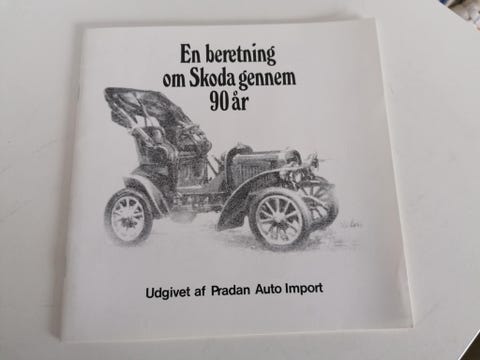 En beretning
om Skoda gennem
90 år
Udgivet af Pradan Auto Import